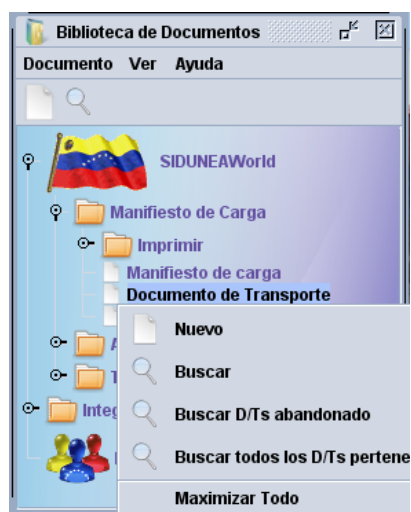 Biblioteca de Documentos
Documento Ver Ayuda
SIDUNEAWorld
Manifiesto de Carga
Imprimir
Manifiesto de carga
Documento de Transporte
Nuevo
Buscar
Buscar D/Ts abandonado
Buscar todos los D/Ts pertene
Maximizar Todo